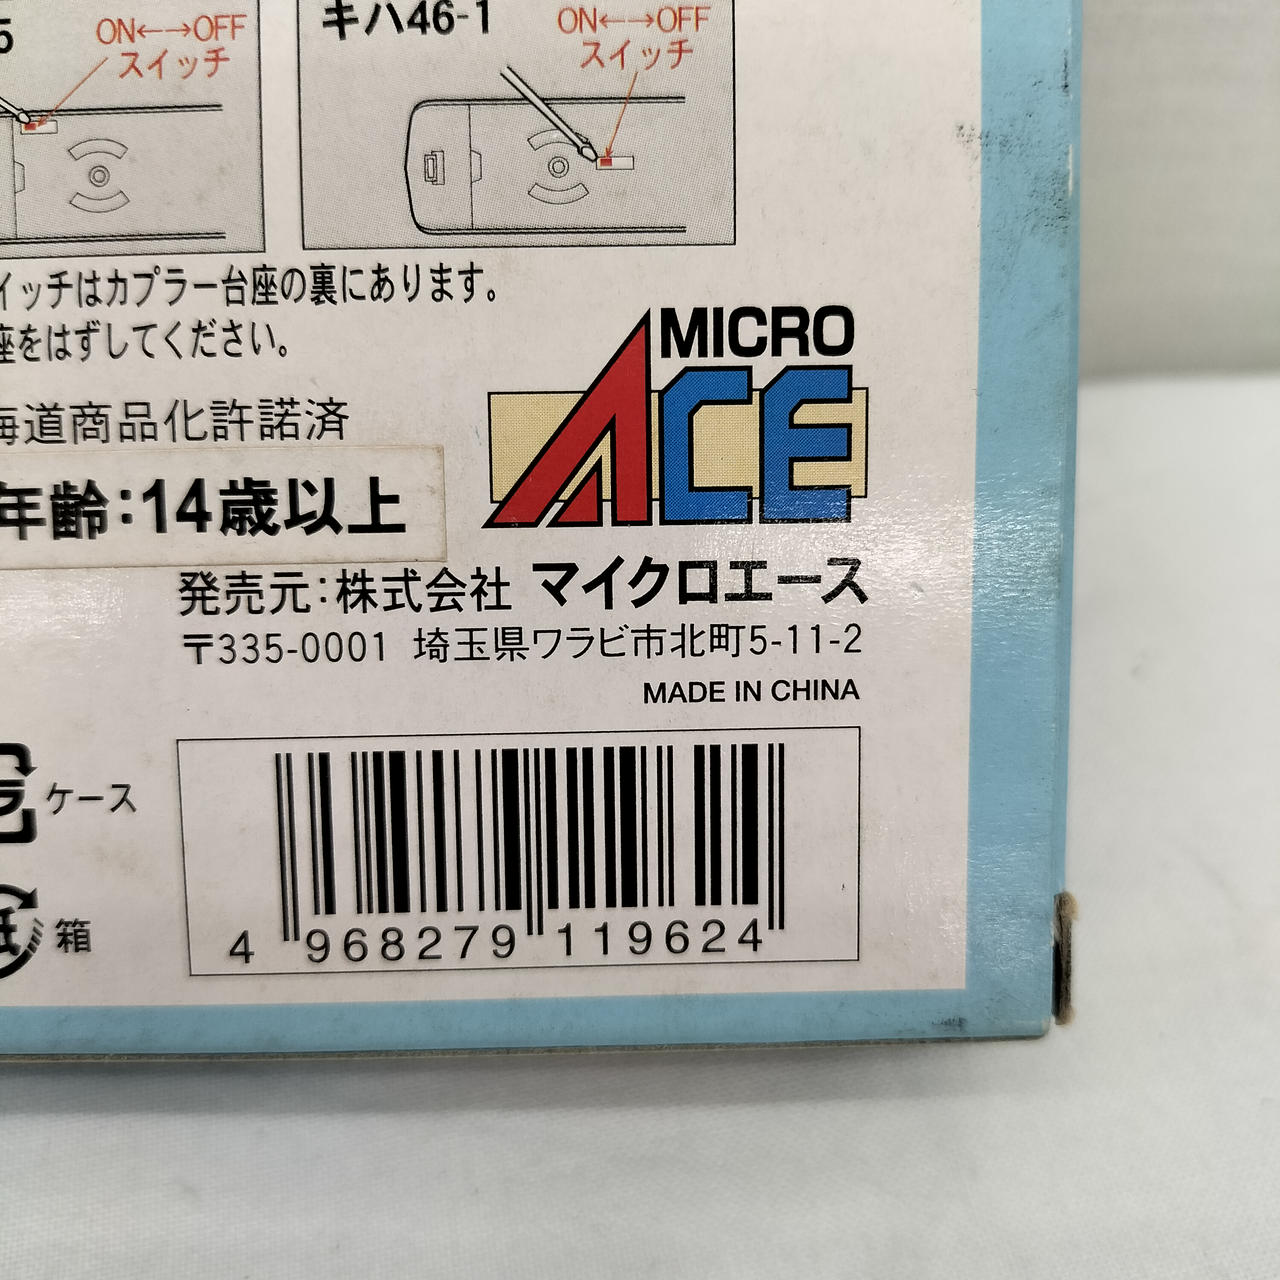 5
ON←→OFF
スイッチ
キハ46-1
ON←→OFF
スイッチ
イッチはカプラー台座の裏にあります。
座をはずしてください。
海道商品化許諾済
年齢:14歳以上
MICRO
ACE
発売元:株式会社 マイクロエース
〒335-0001 埼玉県ワラビ市北町5-11-2
MADE IN CHINA
ケース
箱
4 968279 119624